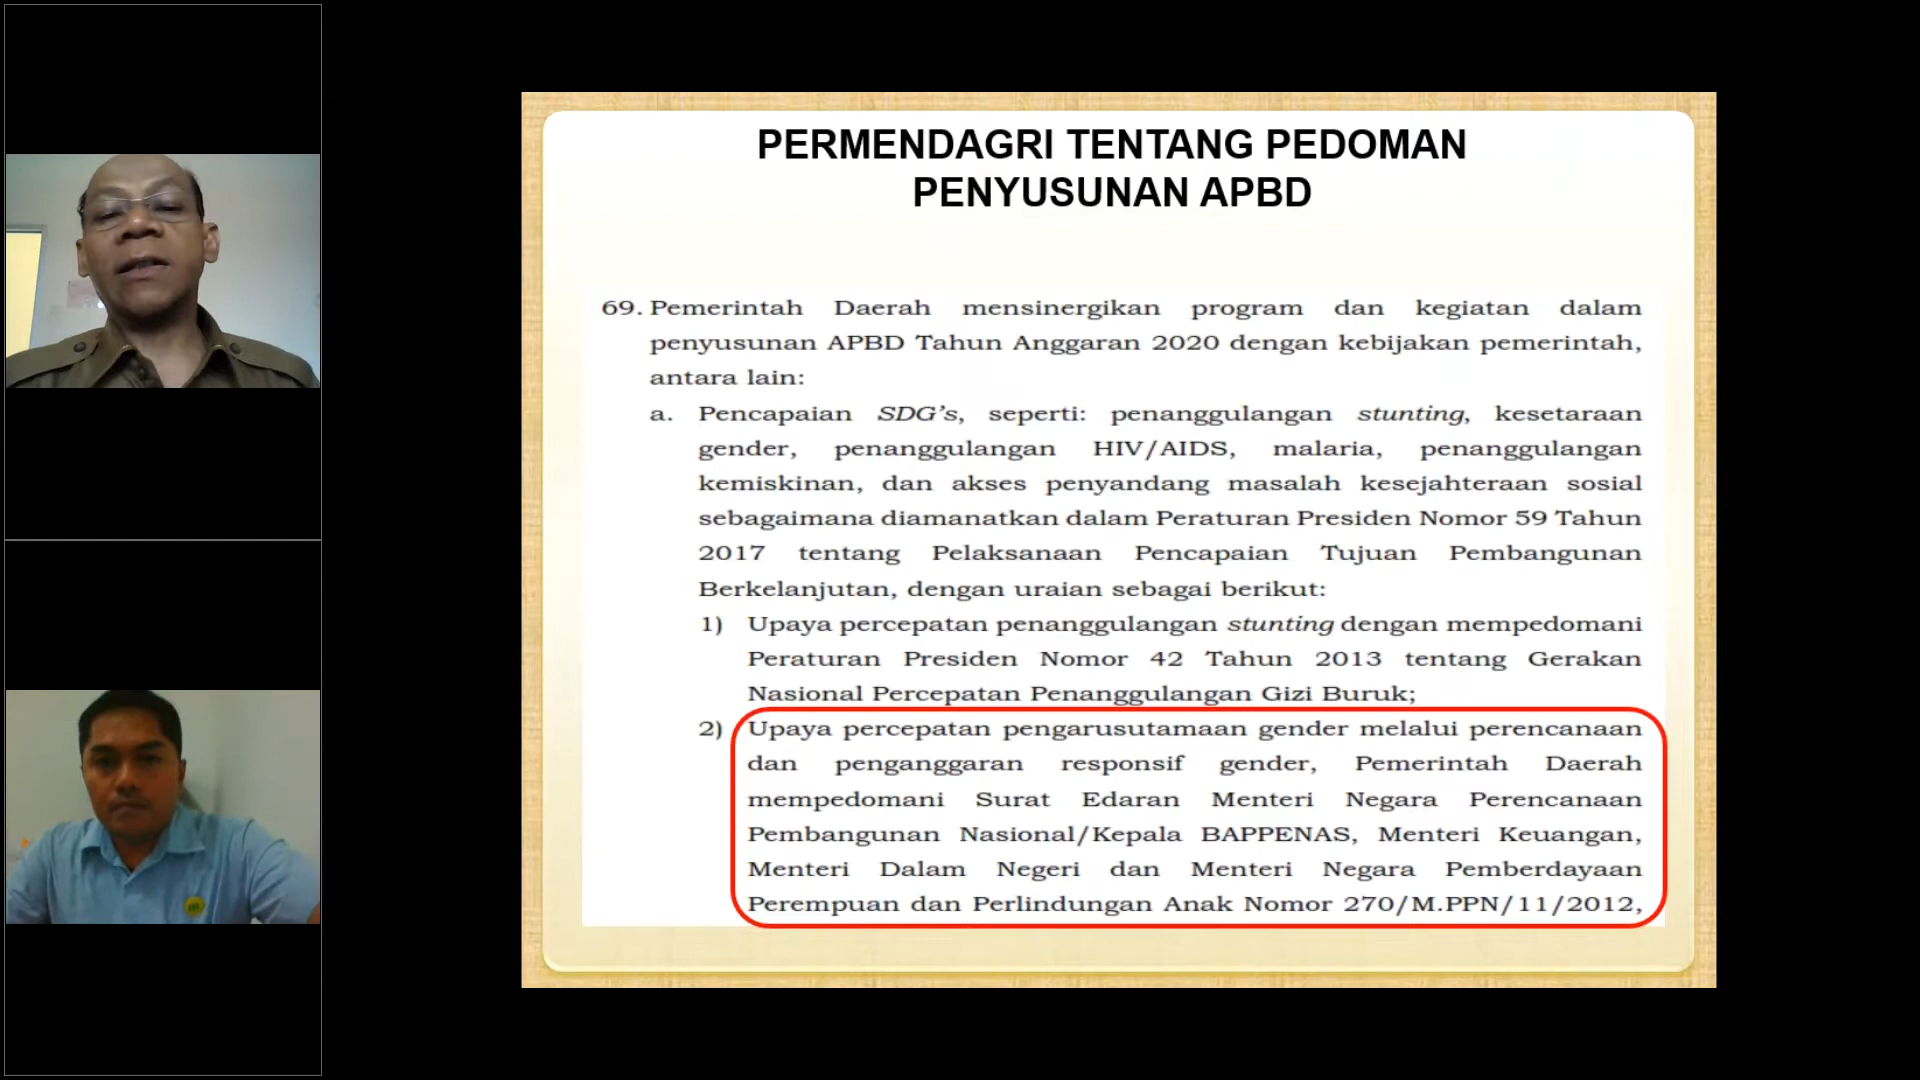 PERMENDAGRI TENTANG PEDOMAN
PENYUSUNAN APBD
69. Pemerintah Daerah mensinergikan program dan kegiatan dalam
penyusunan APBD Tahun Anggaran 2020 dengan kebijakan pemerintah,
antara lain:
a. Pencapaian SDG's, seperti: penanggulangan stunting, kesetaraan
gender, penanggulangan HIV/AIDS, malaria, penanggulangan
kemiskinan, dan akses penyandang masalah kesejahteraan sosial
sebagaimana diamanatkan dalam Peraturan Presiden Nomor 59 Tahun
2017 tentang Pelaksanaan Pencapaian Tujuan Pembangunan
Berkelanjutan, dengan uraian sebagai berikut:
1) Upaya percepatan penanggulangan stunting dengan mempedomani
Peraturan Presiden Nomor 42 Tahun 2013 tentang Gerakan
Nasional Percepatan Penanggulangan Gizi Buruk;
2) Upaya percepatan pengarusutamaan gender melalui perencanaan
dan penganggaran responsif gender, Pemerintah Daerah
mempedomani Surat Edaran Menteri Negara Perencanaan
Pembangunan Nasional/Kepala BAPPENAS, Menteri Keuangan,
Menteri Dalam Negeri dan Menteri Negara Pemberdayaan
Perempuan dan Perlindungan Anak Nomor 270/M.PPN/11/2012,